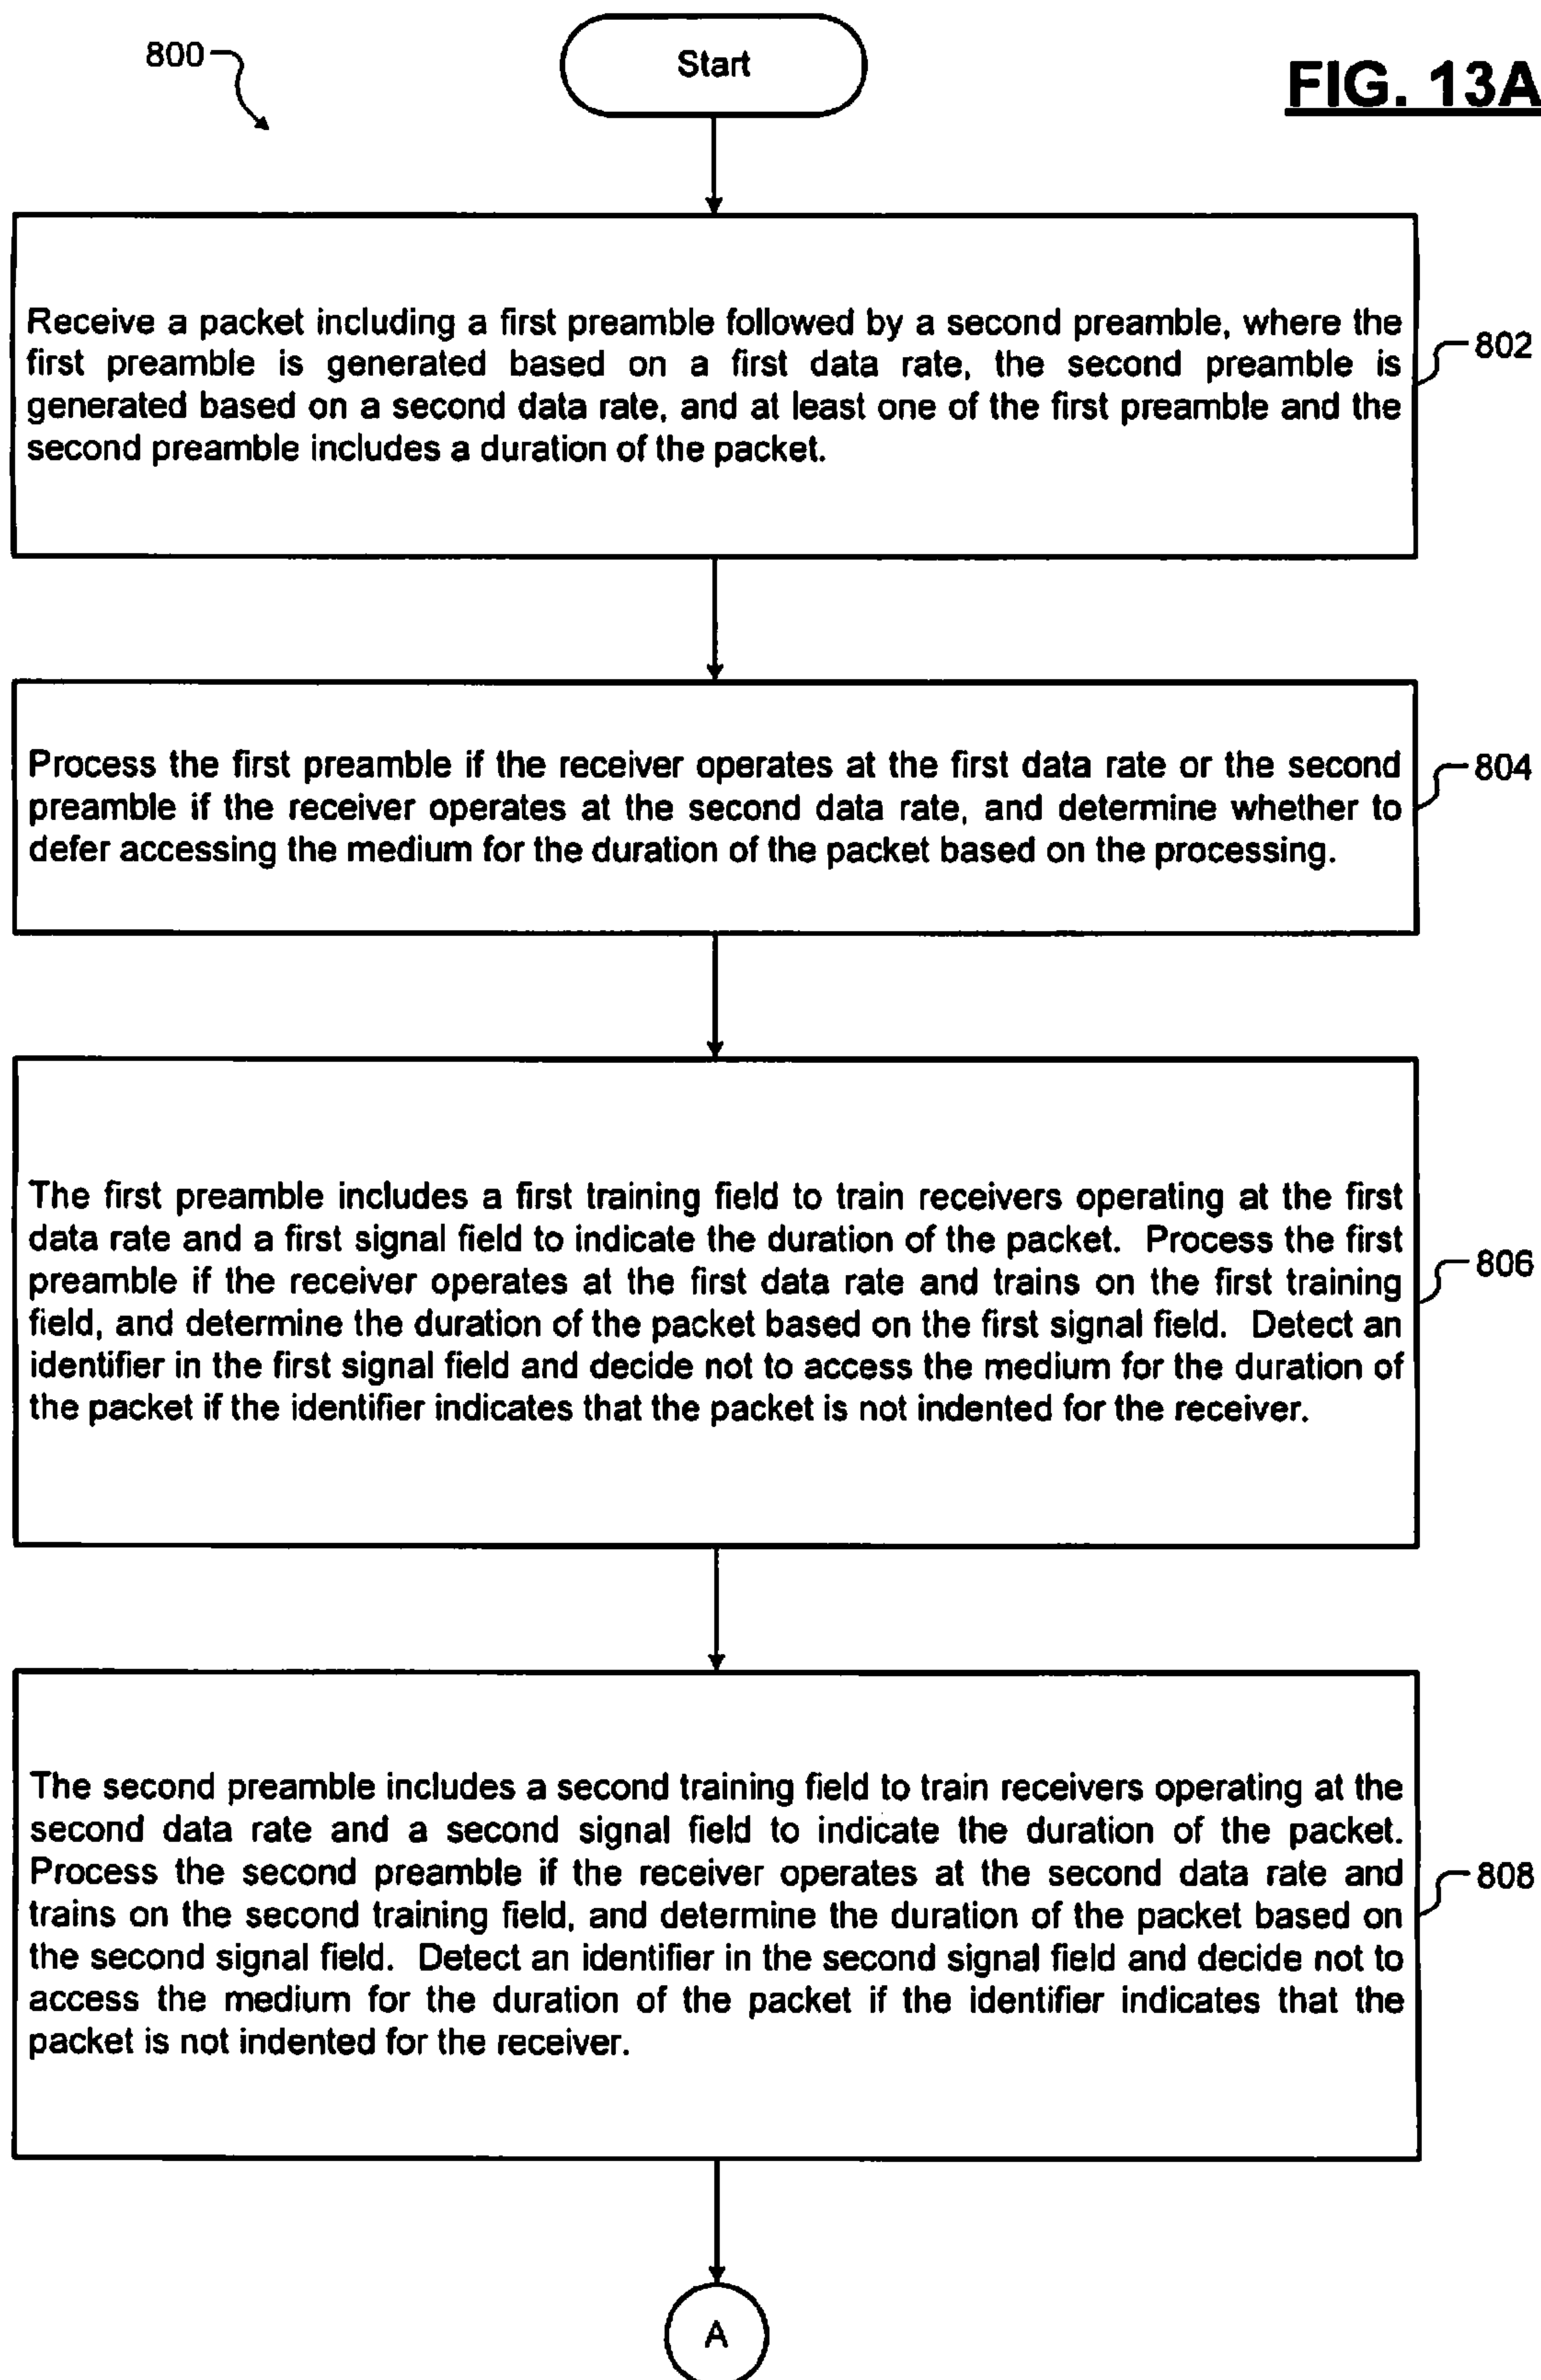 800
Start
FIG. 13A
Receive a packet including a first preamble followed by a second preamble, where the
first preamble is generated based on a first data rate, the second preamble is
generated based on a second data rate, and at least one of the first preamble and the
second preamble includes a duration of the packet.
802
Process the first preamble if the receiver operates at the first data rate or the second
preamble if the receiver operates at the second data rate, and determine whether to
defer accessing the medium for the duration of the packet based on the processing.
804
The first preamble includes a first training field to train receivers operating at the first
data rate and a first signal field to indicate the duration of the packet. Process the first
preamble if the receiver operates at the first data rate and trains on the first training
field, and determine the duration of the packet based on the first signal field. Detect an
identifier in the first signal field and decide not to access the medium for the duration of
the packet if the identifier indicates that the packet is not indented for the receiver.
806
The second preamble includes a second training field to train receivers operating at the
second data rate and a second signal field to indicate the duration of the packet.
Process the second preamble if the receiver operates at the second data rate and
trains on the second training field, and determine the duration of the packet based on
the second signal field. Detect an identifier in the second signal field and decide not to
access the medium for the duration of the packet if the identifier indicates that the
packet is not indented for the receiver.
808
A